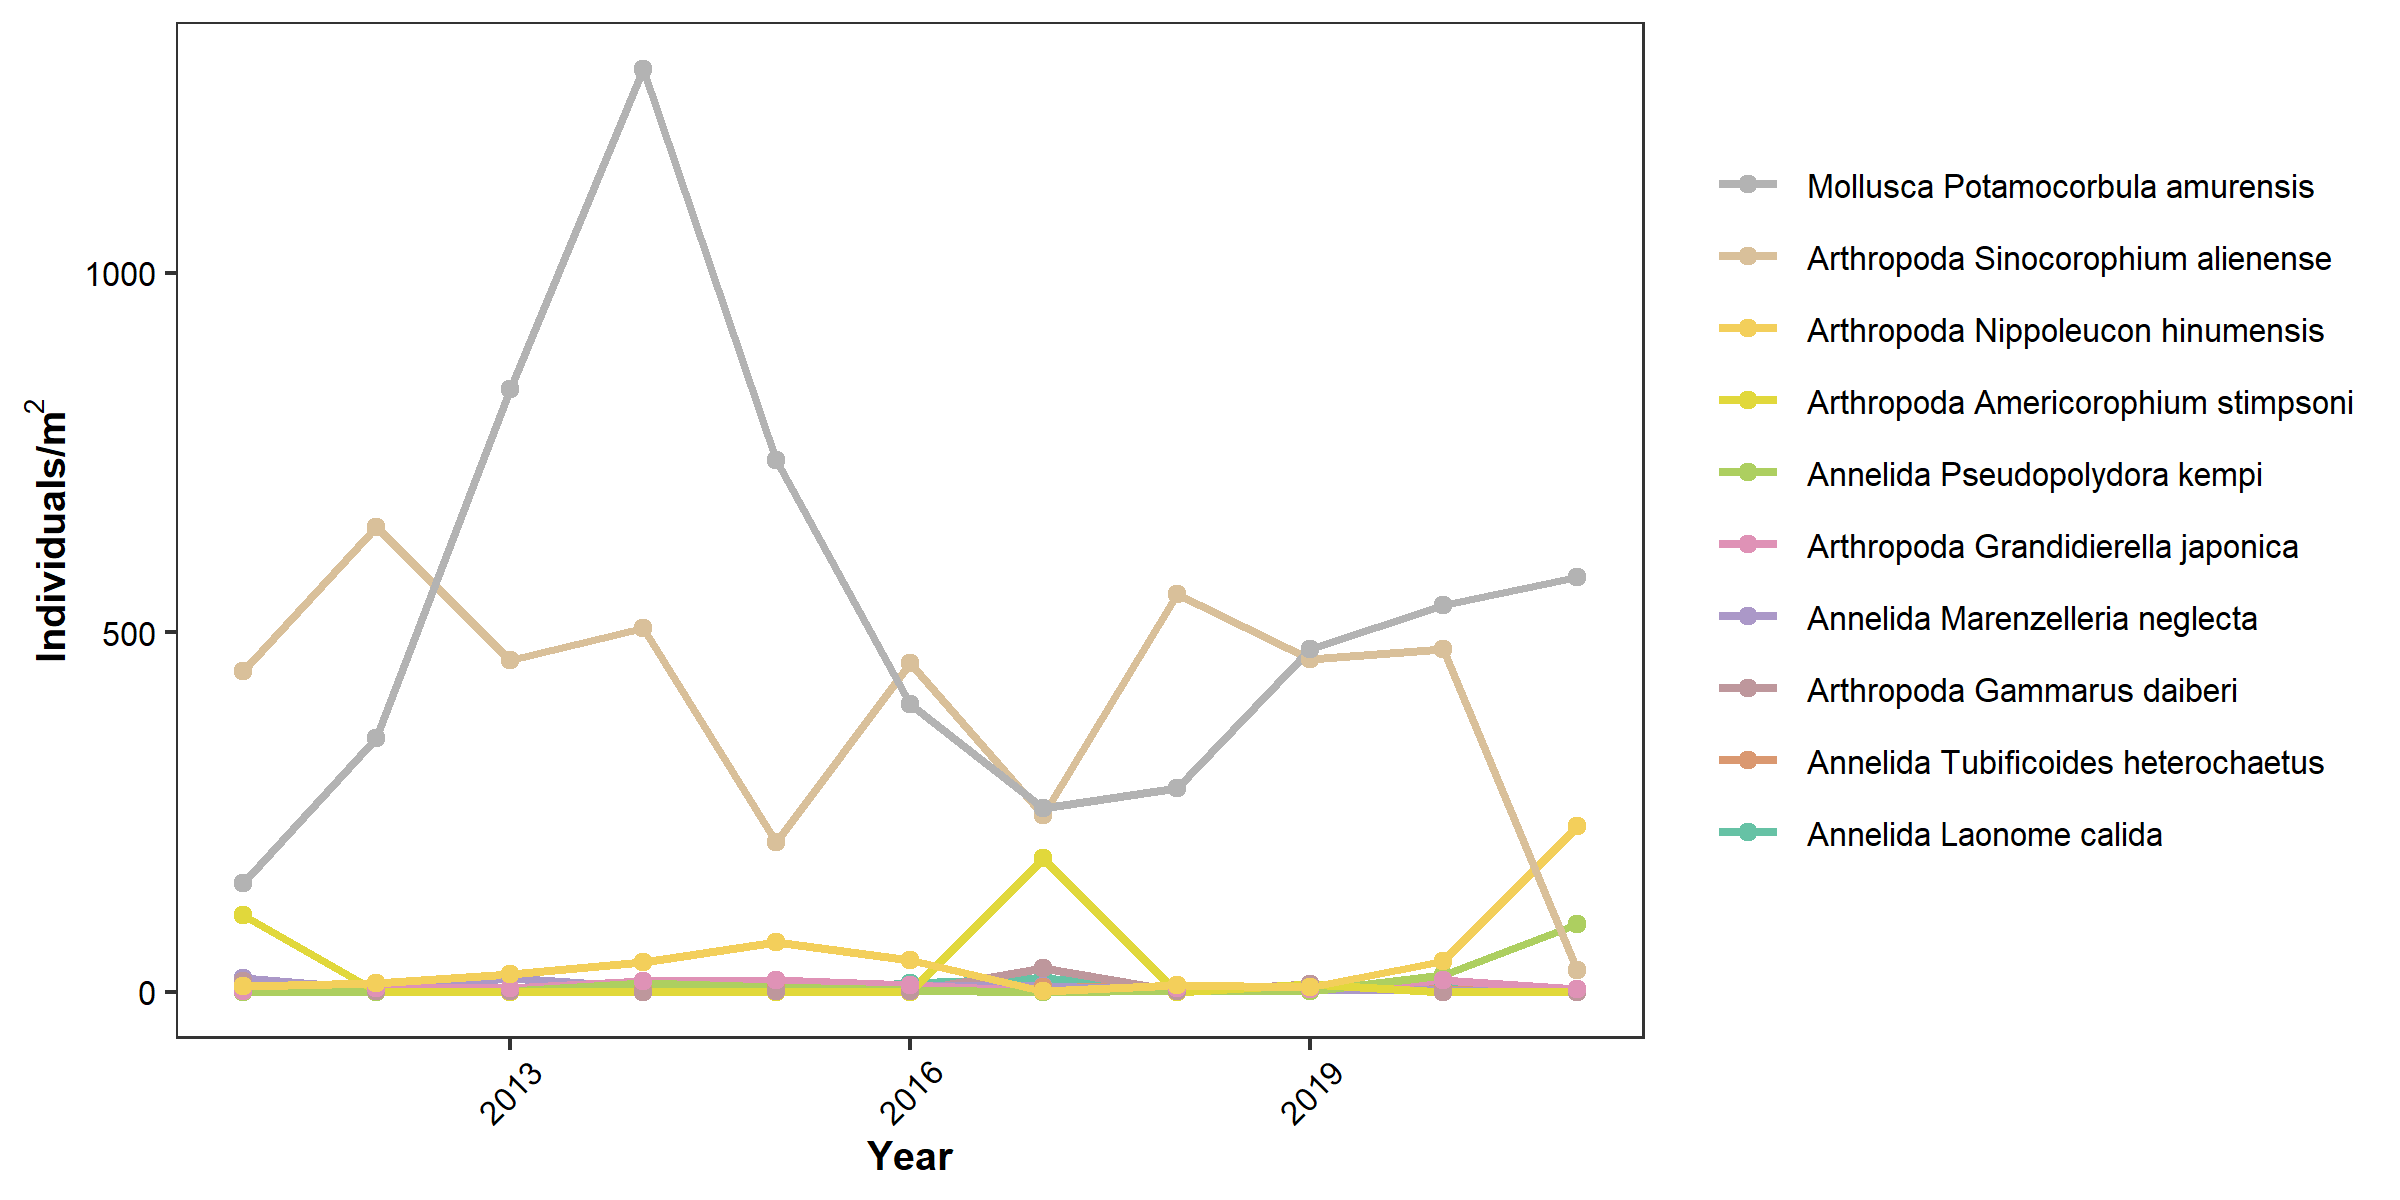 Individuals/m²
1000
500
0
2013
2016
2019
Year
Mollusca Potamocorbula amurensis
Arthropoda Sinocorophium alienense
Arthropoda Nippoleucon hinumensis
Arthropoda Americorophium stimpsoni
Annelida Pseudopolydora kempi
Arthropoda Grandidierella japonica
Annelida Marenzelleria neglecta
Arthropoda Gammarus daiberi
Annelida Tubificoides heterochaetus
Annelida Laonome calida